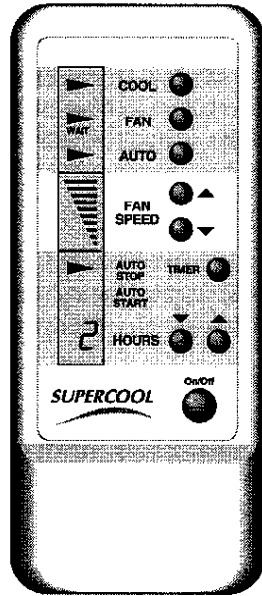 COOL
WAIT
FAN
AUTO
FAN
SPEED
AUTO
STOP
TIMER
AUTO
START
2
HOURS
On/Off
SUPERCOOL